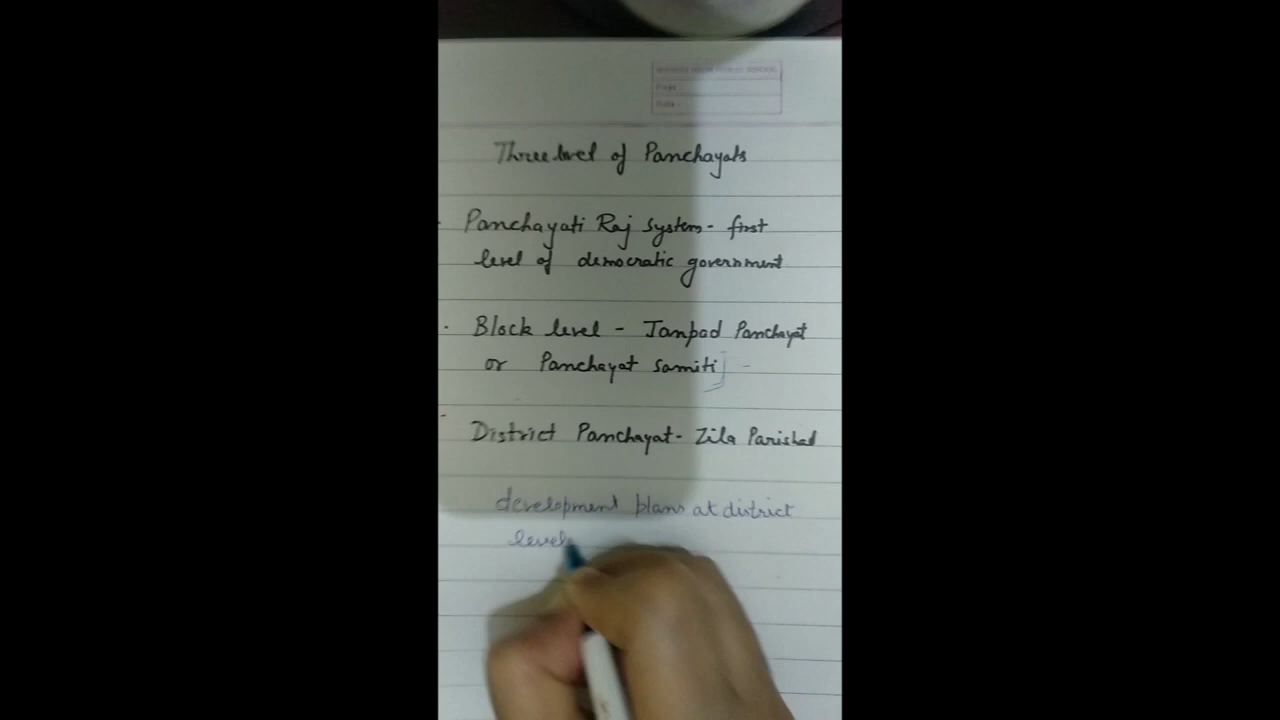 Three level of Panchayats
Panchayati Raj System - first
level of democratic government
Block level - Janpad Panchayat
or Panchayat Samiti] -
District Panchayat - Zila Parishad
development plans at district
level